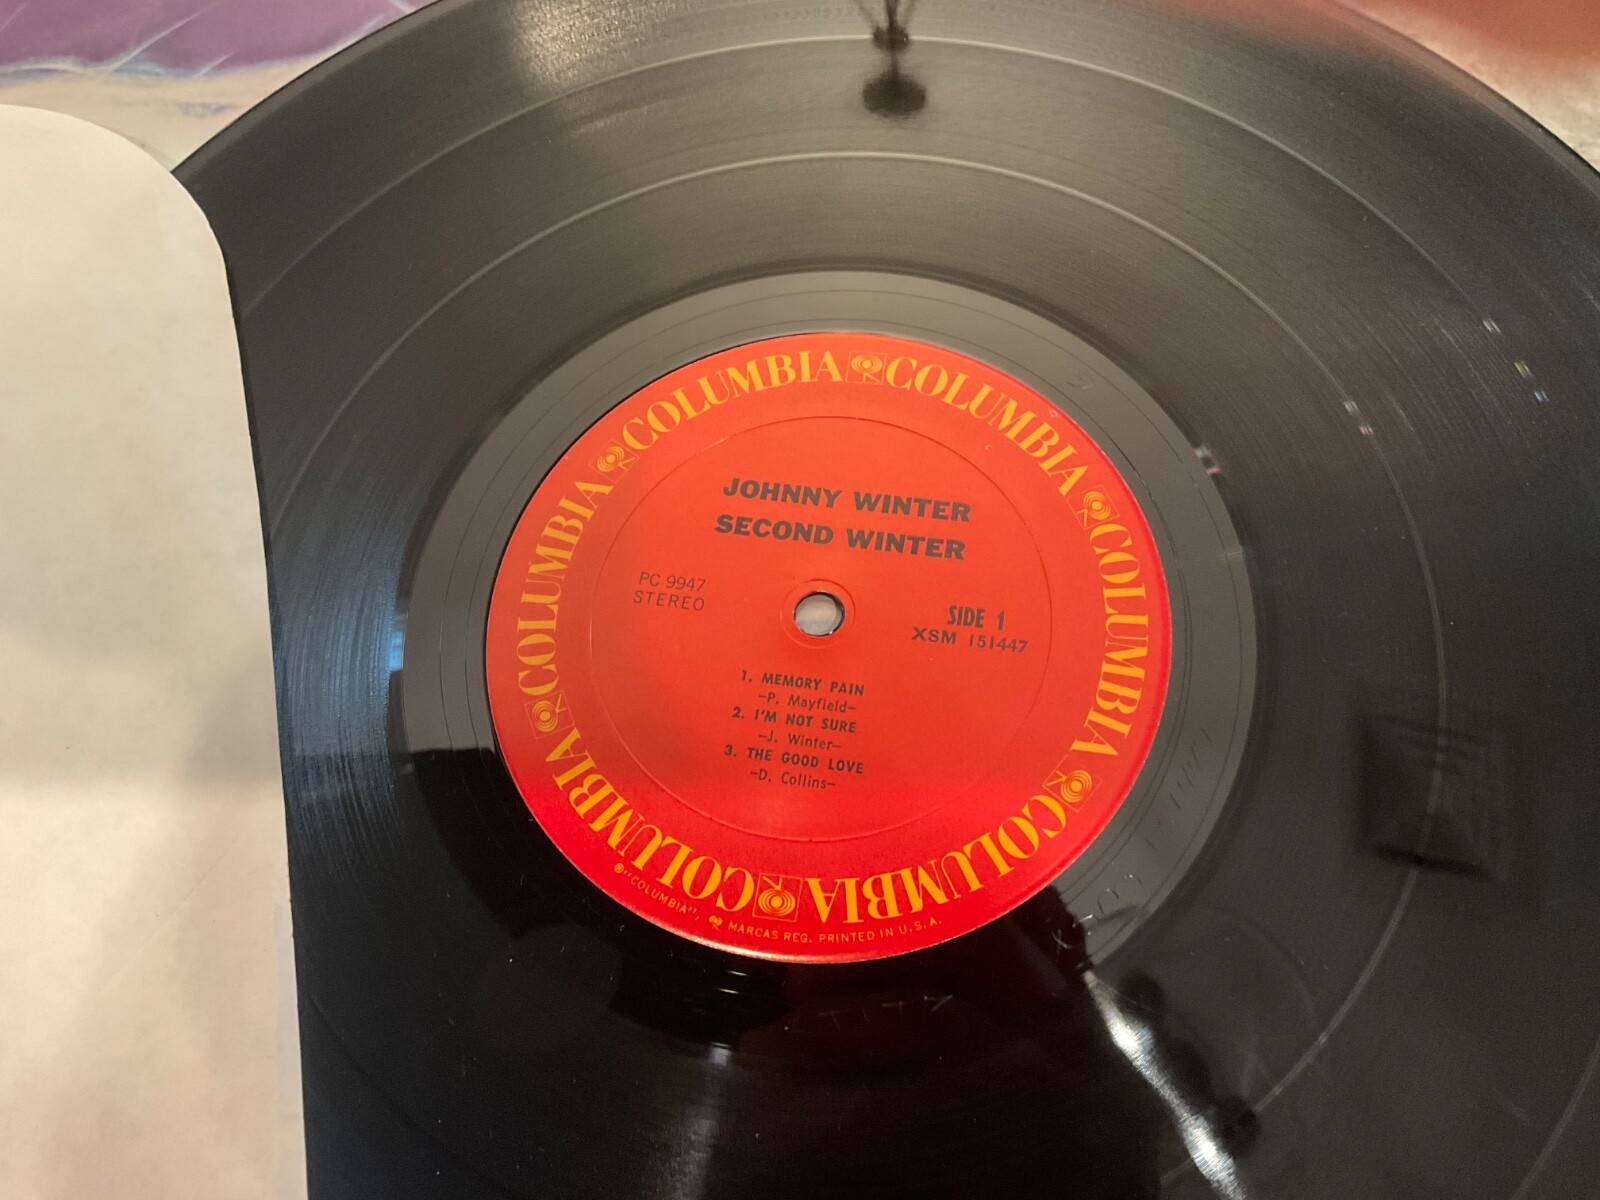 COLUMBIA COLUMBIA COLUMBIA COLUMBIA COLUMBIA COLUMBIA
JOHNNY WINTER
SECOND WINTER
PC 9947
STEREO
SIDE 1
XSM 151447
1. MEMORY PAIN
–P. Mayfield–
2. I'M NOT SURE
–J. Winter–
3. THE GOOD LOVE
–D. Collins–
®"COLUMBIA", MARCAS REG. PRINTED IN U.S.A.